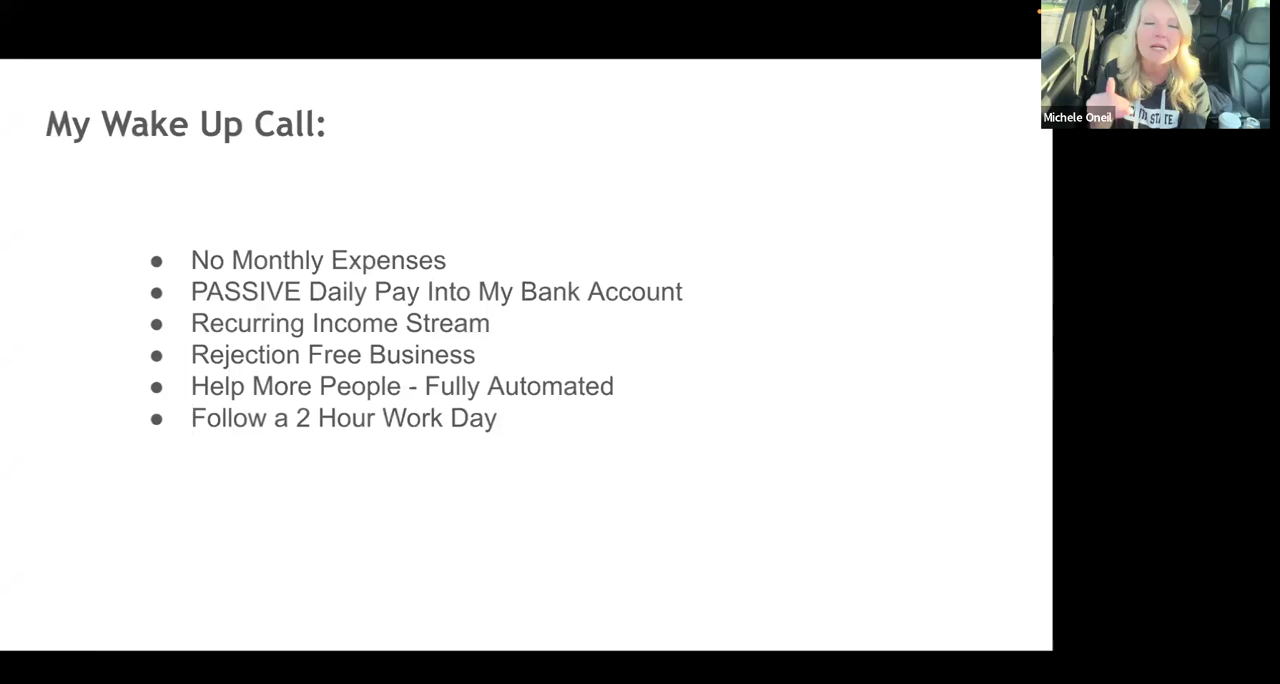 My Wake Up Call:
● No Monthly Expenses
● PASSIVE Daily Pay Into My Bank Account
● Recurring Income Stream
● Rejection Free Business
● Help More People - Fully Automated
● Follow a 2 Hour Work Day
Michele Oneil
STATE